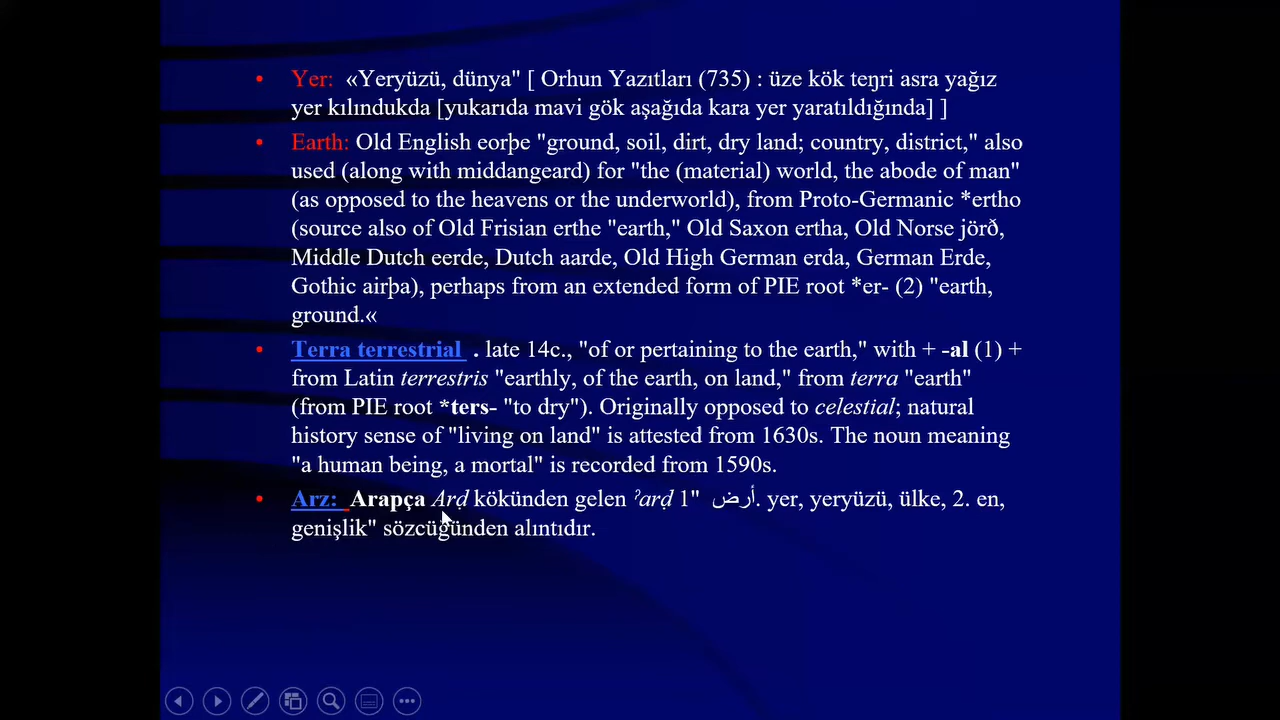 • Yer: «Yeryüzü, dünya" [ Orhun Yazıtları (735) : üze kök teŋri asra yağız
yer kılındukda [yukarıda mavi gök aşağıda kara yer yaratıldığında] ]
• Earth: Old English eorþe "ground, soil, dirt, dry land; country, district," also
used (along with middangeard) for "the (material) world, the abode of man"
(as opposed to the heavens or the underworld), from Proto-Germanic *ertho
(source also of Old Frisian erthe "earth," Old Saxon ertha, Old Norse jörð,
Middle Dutch eerde, Dutch aarde, Old High German erda, German Erde,
Gothic airþa), perhaps from an extended form of PIE root *er- (2) "earth,
ground.«
• Terra terrestrial . late 14c., "of or pertaining to the earth," with + -al (1) +
from Latin terrestris "earthly, of the earth, on land," from terra "earth"
(from PIE root *ters- "to dry"). Originally opposed to celestial; natural
history sense of "living on land" is attested from 1630s. The noun meaning
"a human being, a mortal" is recorded from 1590s.
• Arz: Arapça Arḍ kökünden gelen ˀarḍ أرض "1. yer, yeryüzü, ülke, 2. en,
genişlik" sözcüğünden alıntıdır.